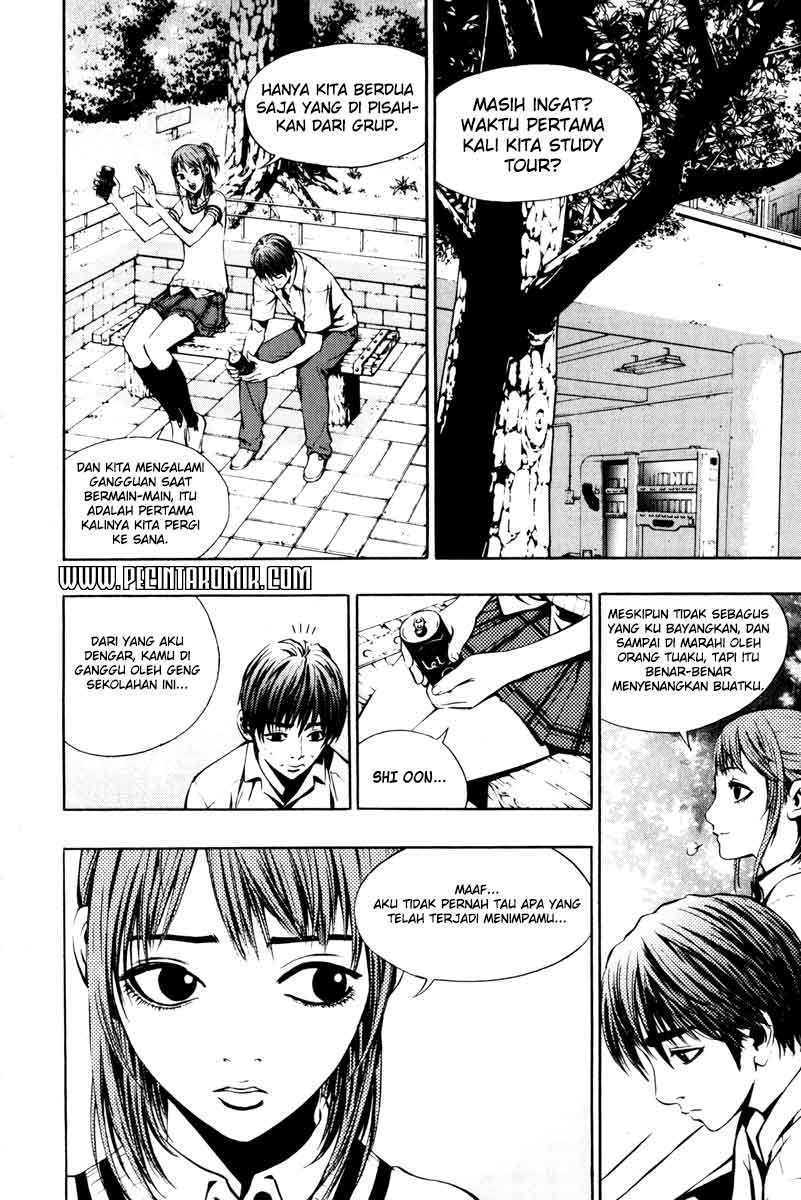 MASIH INGAT?
WAKTU PERTAMA
KALI KITA STUDY
TOUR?
HANYA KITA BERDUA
SAJA YANG DI PISAH-
KAN DARI GRUP.
DAN KITA MENGALAMI
GANGGUAN SAAT
BERMAIN-MAIN, ITU
ADALAH PERTAMA
KALINYA KITA PERGI
KE SANA.
WWW.PECINTAKOMIK.COM
MESKIPUN TIDAK SEBAGUS
YANG KU BAYANGKAN, DAN
SAMPAI DI MARAHI OLEH
ORANG TUAKU, TAPI ITU
BENAR-BENAR
MENYENANGKAN BUATKU.
SHI OON...
DARI YANG AKU
DENGAR, KAMU DI
GANGGU OLEH GENG
SEKOLAHAN INI...
MAAF...
AKU TIDAK PERNAH TAU APA YANG
TELAH TERJADI MENIMPAMU...